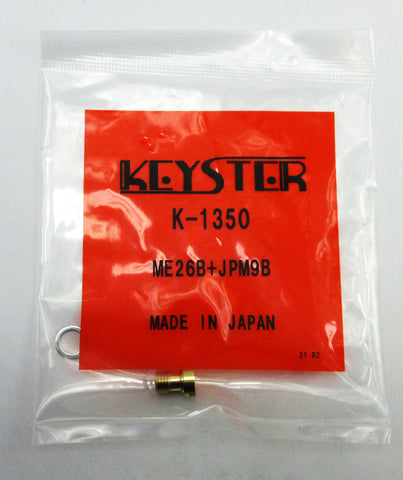 KEYSTER
K-1350
ME26B+JPM9B
MADE IN JAPAN
21 R2